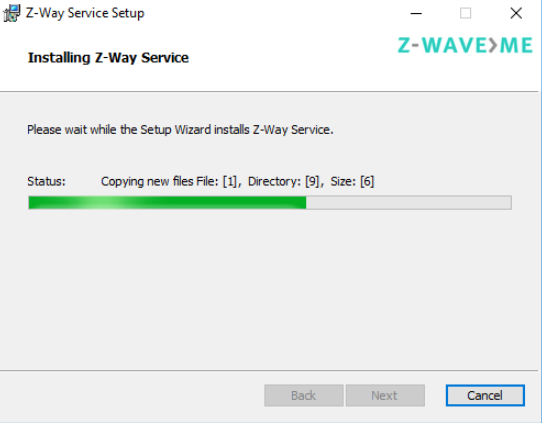 Z-Way Service Setup
Z-WAVE>ME
Installing Z-Way Service
Please wait while the Setup Wizard installs Z-Way Service.
Status: Copying new files File: [1], Directory: [9], Size: [6]
Back Next Cancel